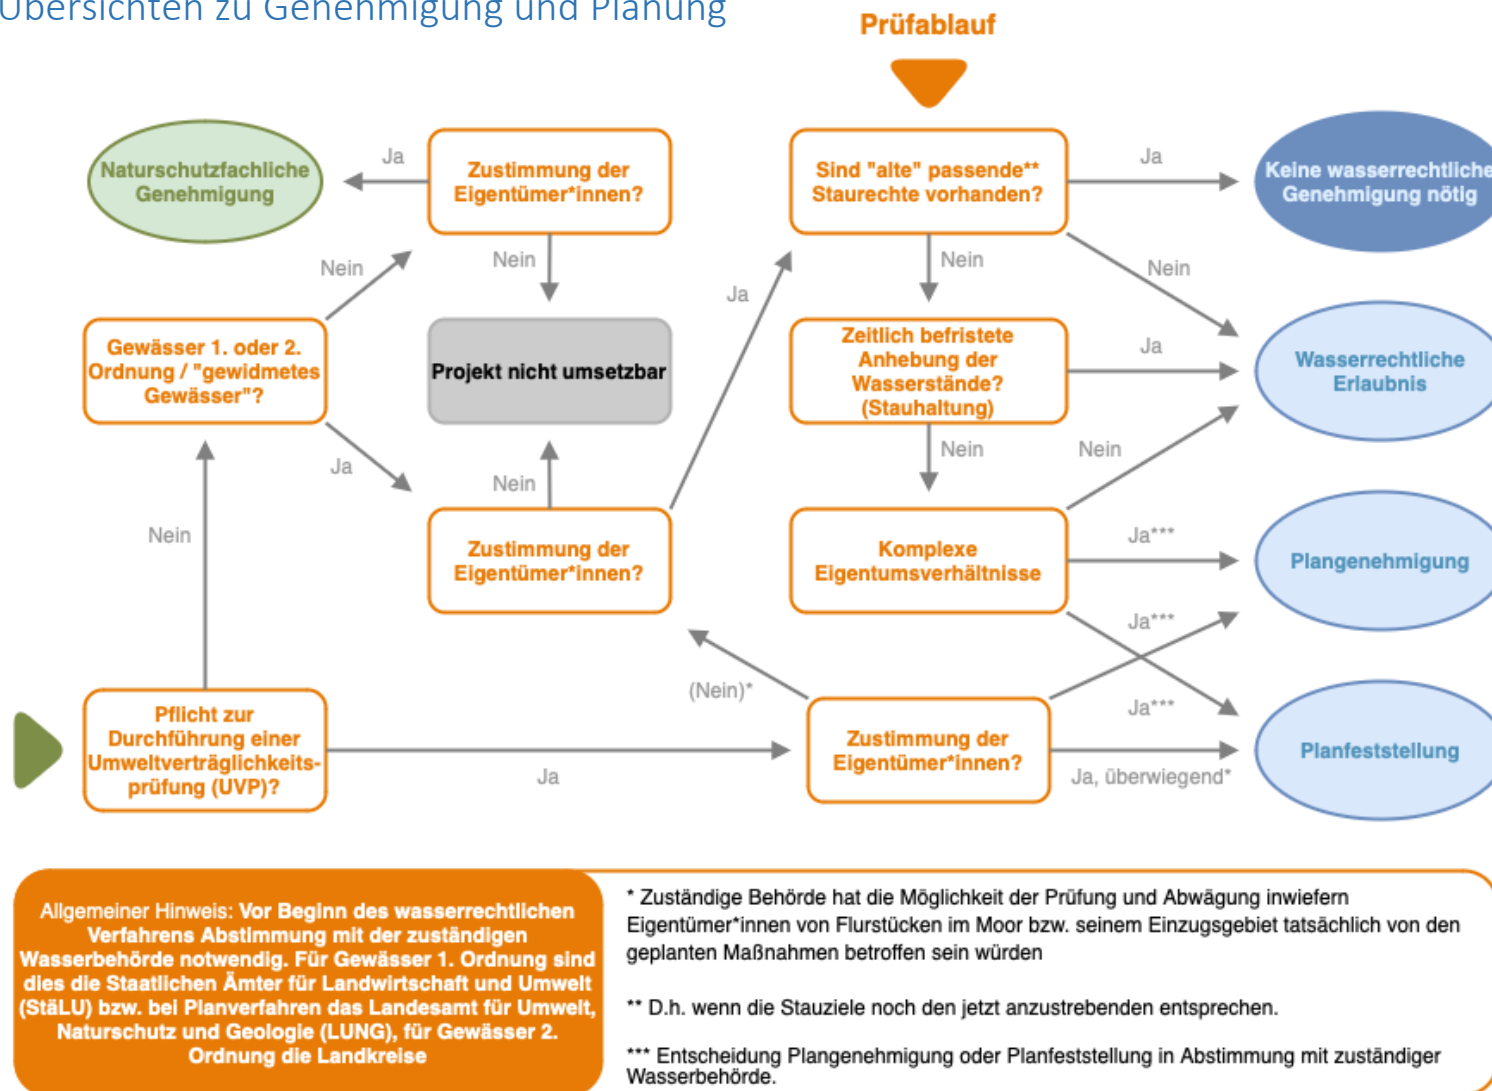 Übersichten zu Genehmigung und Planung
Prüfablauf
Naturschutzfachliche
Genehmigung
Ja
Zustimmung der
Eigentümer*innen?
Sind "alte" passende**
Staurechte vorhanden?
Ja
Keine wasserrechtliche
Genehmigung nötig
Nein
Nein
Ja
Nein
Nein
Gewässer 1. oder 2.
Ordnung / "gewidmetes
Gewässer"?
Projekt nicht umsetzbar
Zeitlich befristete
Anhebung der
Wasserstände?
(Stauhaltung)
Ja
Wasserrechtliche
Erlaubnis
Ja
Nein
Nein
Nein
Nein
Zustimmung der
Eigentümer*innen?
Komplexe
Eigentumsverhältnisse
Ja***
Plangenehmigung
Ja***
(Nein)*
Ja***
Pflicht zur
Durchführung einer
Umweltverträglichkeits-
prüfung (UVP)?
Ja
Zustimmung der
Eigentümer*innen?
Ja, überwiegend*
Planfeststellung
Allgemeiner Hinweis: Vor Beginn des wasserrechtlichen
Verfahrens Abstimmung mit der zuständigen
Wasserbehörde notwendig. Für Gewässer 1. Ordnung sind
dies die Staatlichen Ämter für Landwirtschaft und Umwelt
(StäLU) bzw. bei Planverfahren das Landesamt für Umwelt,
Naturschutz und Geologie (LUNG), für Gewässer 2.
Ordnung die Landkreise
* Zuständige Behörde hat die Möglichkeit der Prüfung und Abwägung inwiefern
Eigentümer*innen von Flurstücken im Moor bzw. seinem Einzugsgebiet tatsächlich von den
geplanten Maßnahmen betroffen sein würden
** D.h. wenn die Stauziele noch den jetzt anzustrebenden entsprechen.
*** Entscheidung Plangenehmigung oder Planfeststellung in Abstimmung mit zuständiger
Wasserbehörde.